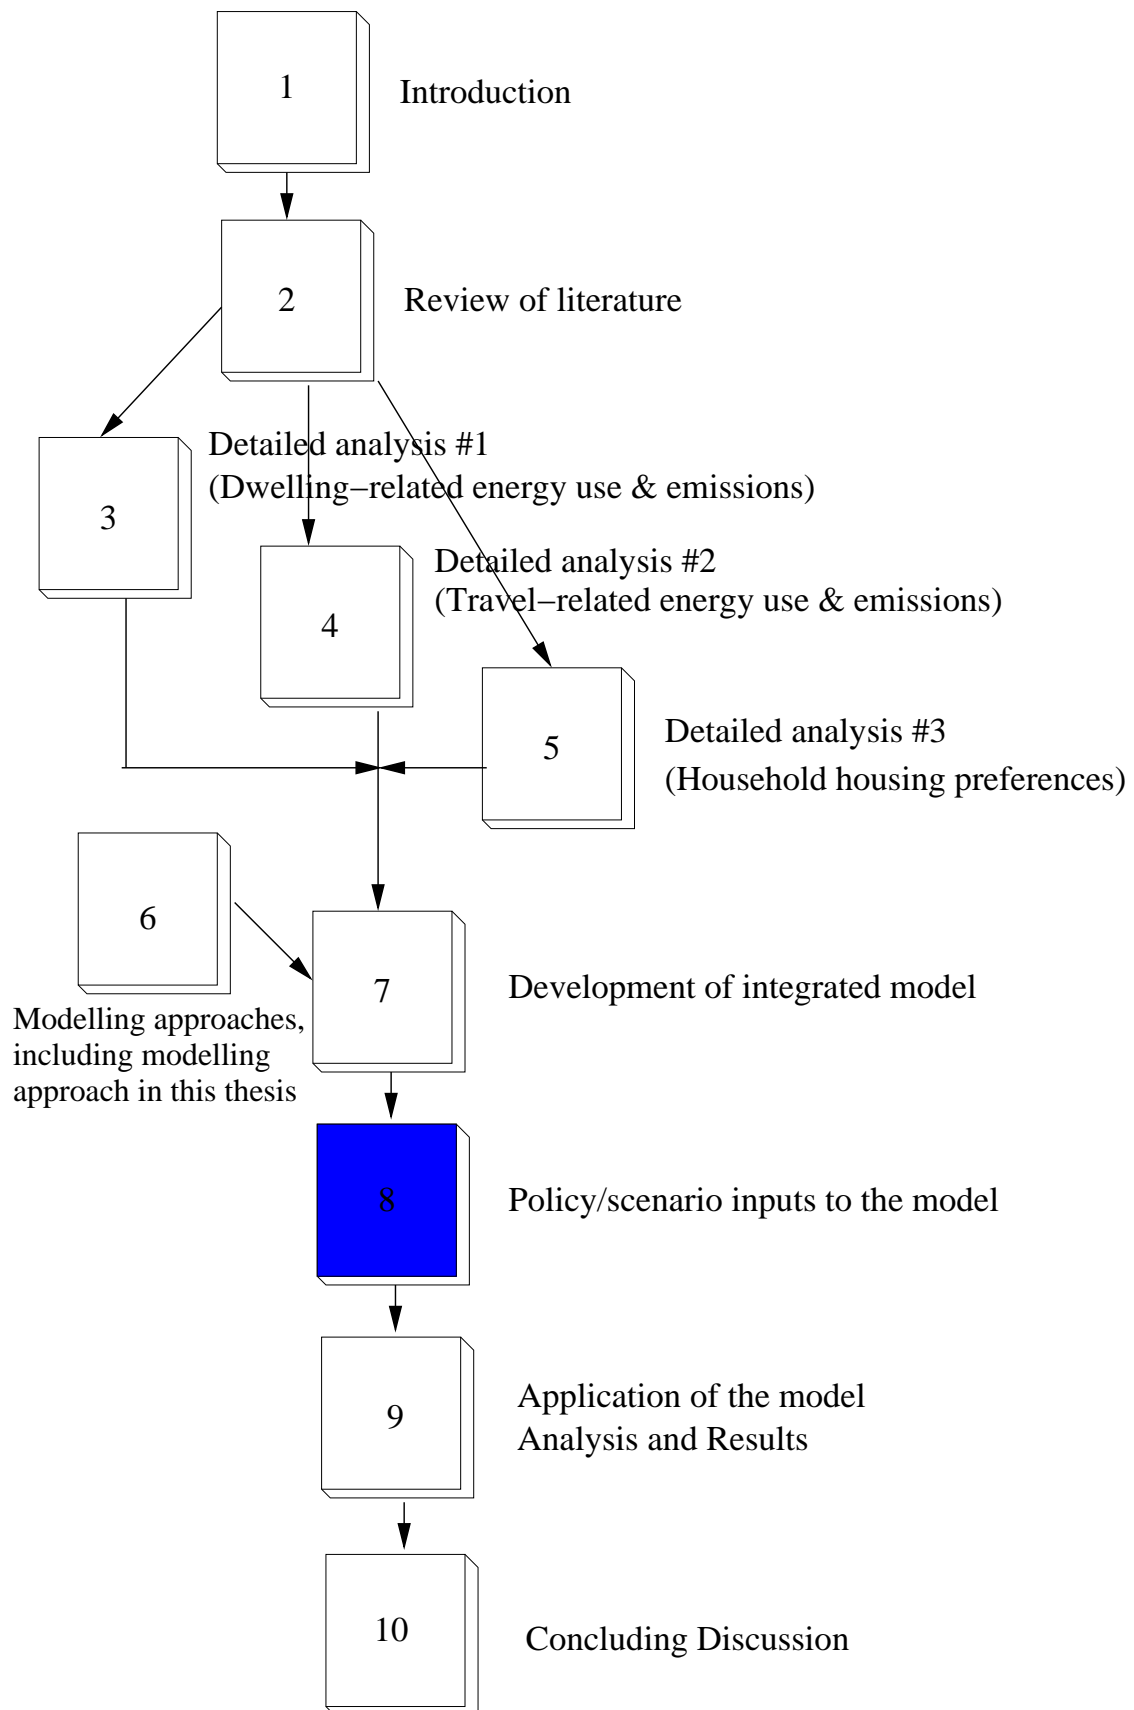 1
Introduction
2
Review of literature
Detailed analysis #1
(Dwelling−related energy use & emissions)
3
Detailed analysis #2
(Travel−related energy use & emissions)
4
Detailed analysis #3
(Household housing preferences)
5
6
Modelling approaches,
including modelling
approach in this thesis
7
Development of integrated model
8
Policy/scenario inputs to the model
9
Application of the model
Analysis and Results
10
Concluding Discussion